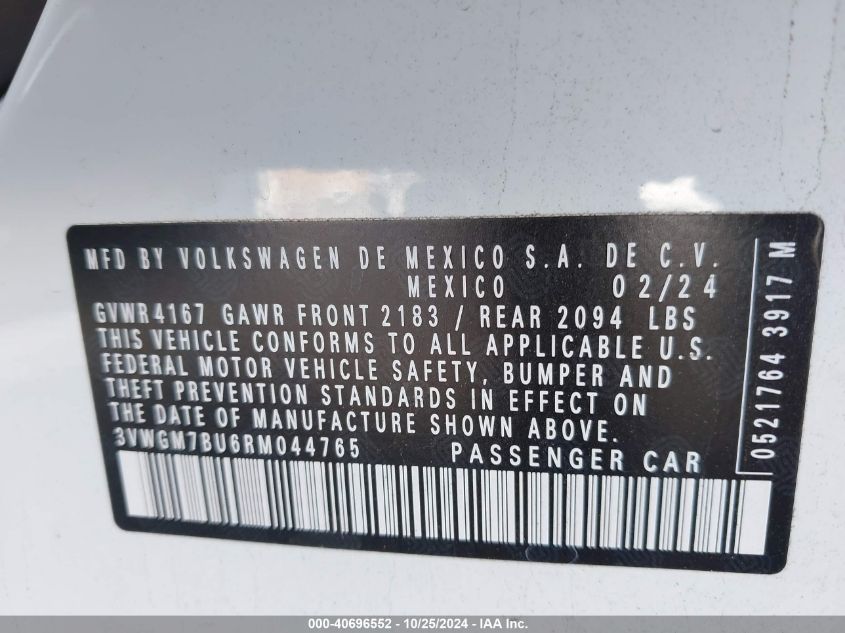 MFD BY VOLKSWAGEN DE MEXICO S.A. DE C.V.
MEXICO 02/24
GVWR 4167 GAWR FRONT 2183 / REAR 2094 LBS
THIS VEHICLE CONFORMS TO ALL APPLICABLE U.S.
FEDERAL MOTOR VEHICLE SAFETY, BUMPER AND
THEFT PREVENTION STANDARDS IN EFFECT ON
THE DATE OF MANUFACTURE SHOWN ABOVE.
3VWGM7BU6RM044765 PASSENGER CAR
0521764 3917 M
000-40696552 - 10/25/2024 - IAA Inc.